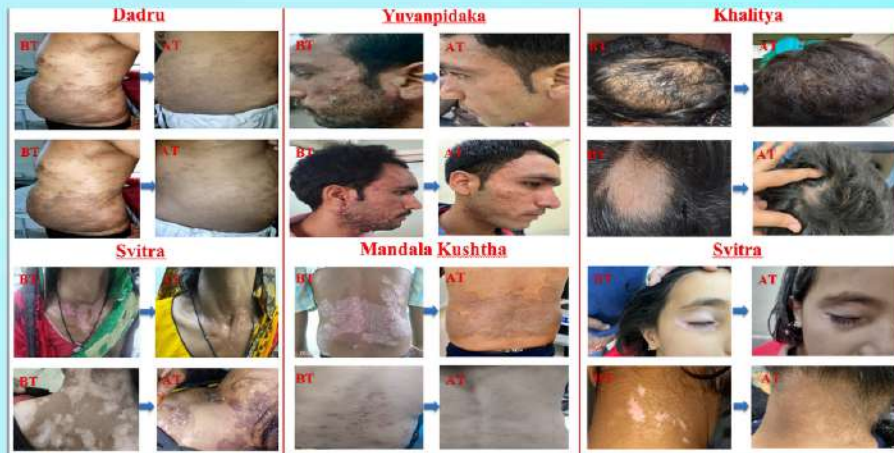 Dadru
Yuvanpidaka
Khalitya
BT AT BT AT BT AT
BT AT BT AT BT AT
Svitra
Mandala Kushtha
Svitra
BT AT BT AT BT AT
BT AT BT AT BT AT